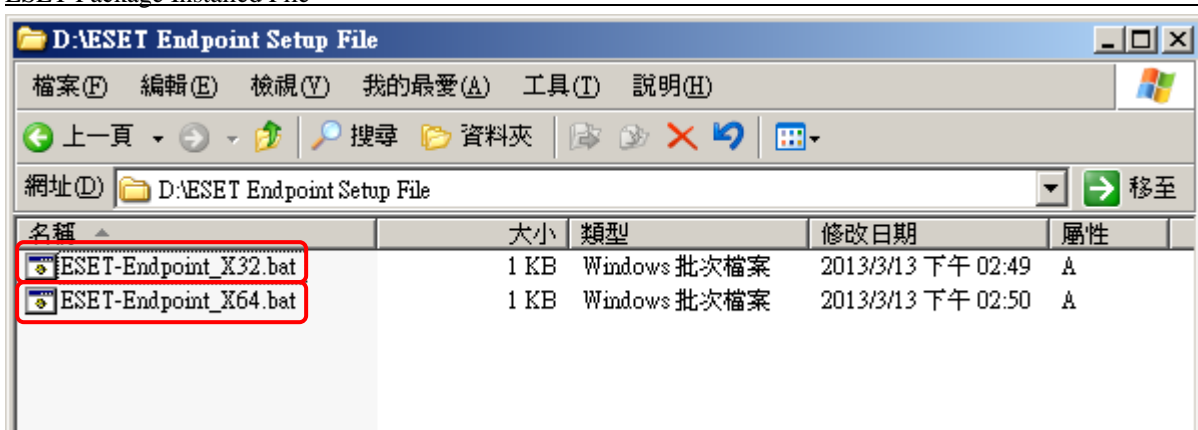 ESET Package Installed File
D:\ESET Endpoint Setup File
檔案(F) 編輯(E) 檢視(V) 我的最愛(A) 工具(T) 說明(H)
上一頁 搜尋 資料夾
網址(D) D:\ESET Endpoint Setup File 移至
名稱 大小 類型 修改日期 屬性
ESET-Endpoint_X32.bat 1 KB Windows 批次檔案 2013/3/13 下午 02:49 A
ESET-Endpoint_X64.bat 1 KB Windows 批次檔案 2013/3/13 下午 02:50 A